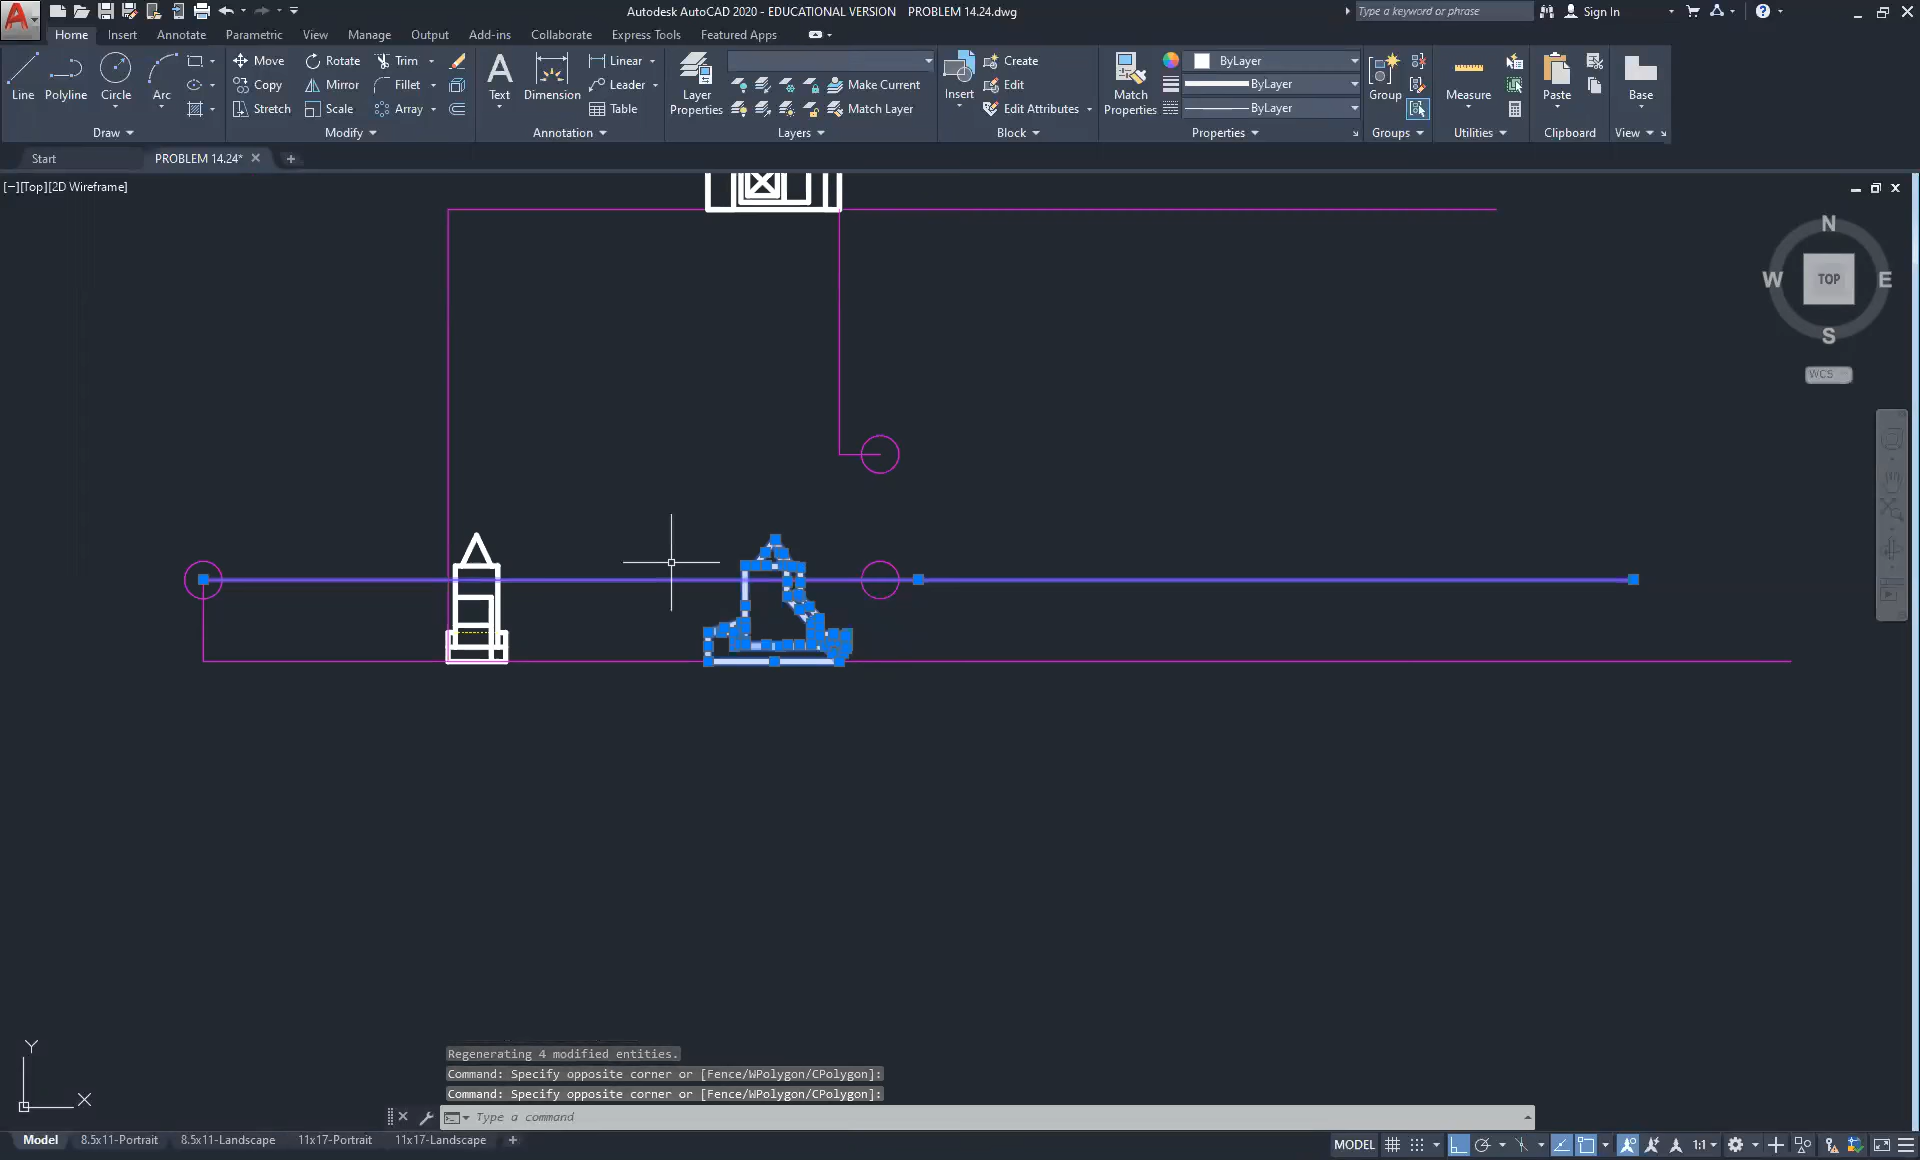 Autodesk AutoCAD 2020 - EDUCATIONAL VERSION PROBLEM 14.24.dwg
Type a keyword or phrase
Sign In
Home Insert Annotate Parametric View Manage Output Add-ins Collaborate Express Tools Featured Apps
Line
Polyline
Circle
Arc
Draw
Move
Rotate
Trim
Copy
Mirror
Fillet
Stretch
Scale
Array
Modify
Text
Dimension
Linear
Leader
Table
Annotation
Layer
Properties
Make Current
Match Layer
Layers
Insert
Create
Edit
Edit Attributes
Block
Match
Properties
ByLayer
ByLayer
ByLayer
Properties
Group
Groups
Measure
Utilities
Paste
Clipboard
Base
View
Start
PROBLEM 14.24*
[−][Top][2D Wireframe]
N
W
TOP
E
S
WCS
Y
X
Regenerating 4 modified entities.
Command: Specify opposite corner or [Fence/WPolygon/CPolygon]:
Command: Specify opposite corner or [Fence/WPolygon/CPolygon]:
Type a command
Model 8.5x11-Portrait 8.5x11-Landscape 11x17-Portrait 11x17-Landscape
MODEL
1:1